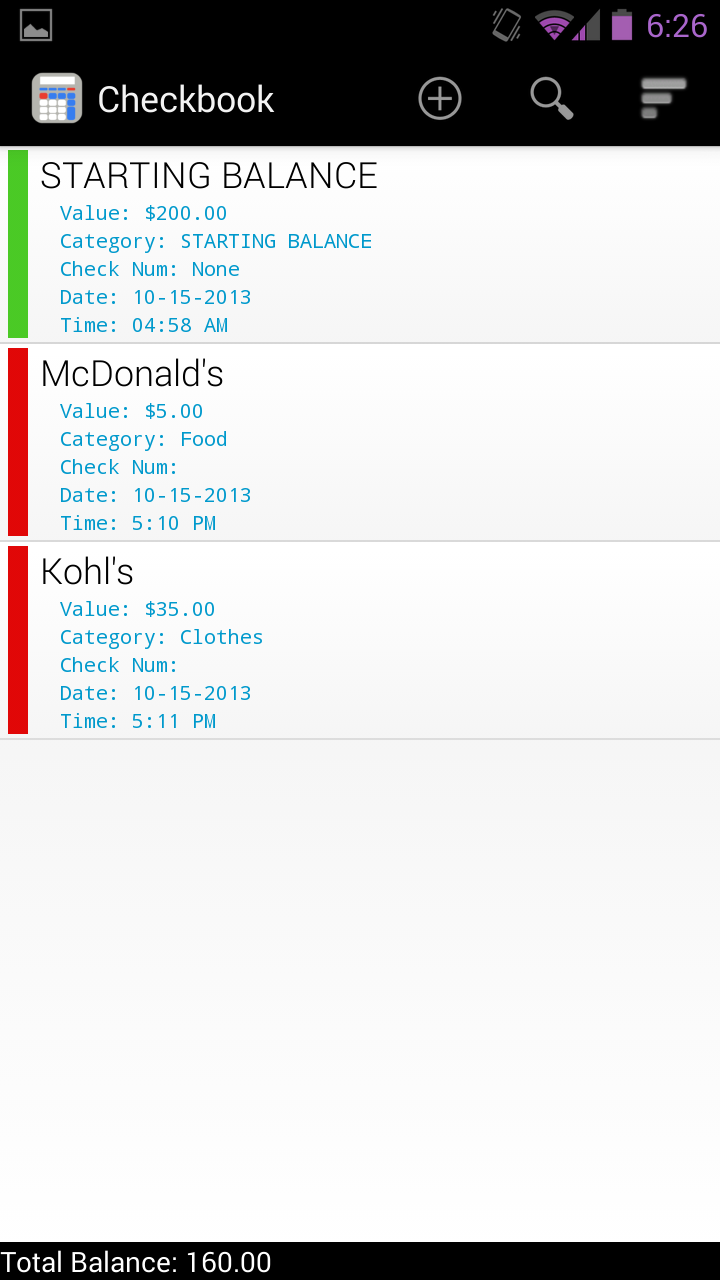 6:26
Checkbook
STARTING BALANCE
Value: $200.00
Category: STARTING BALANCE
Check Num: None
Date: 10-15-2013
Time: 04:58 AM
McDonald's
Value: $5.00
Category: Food
Check Num:
Date: 10-15-2013
Time: 5:10 PM
Kohl's
Value: $35.00
Category: Clothes
Check Num:
Date: 10-15-2013
Time: 5:11 PM
Total Balance: 160.00